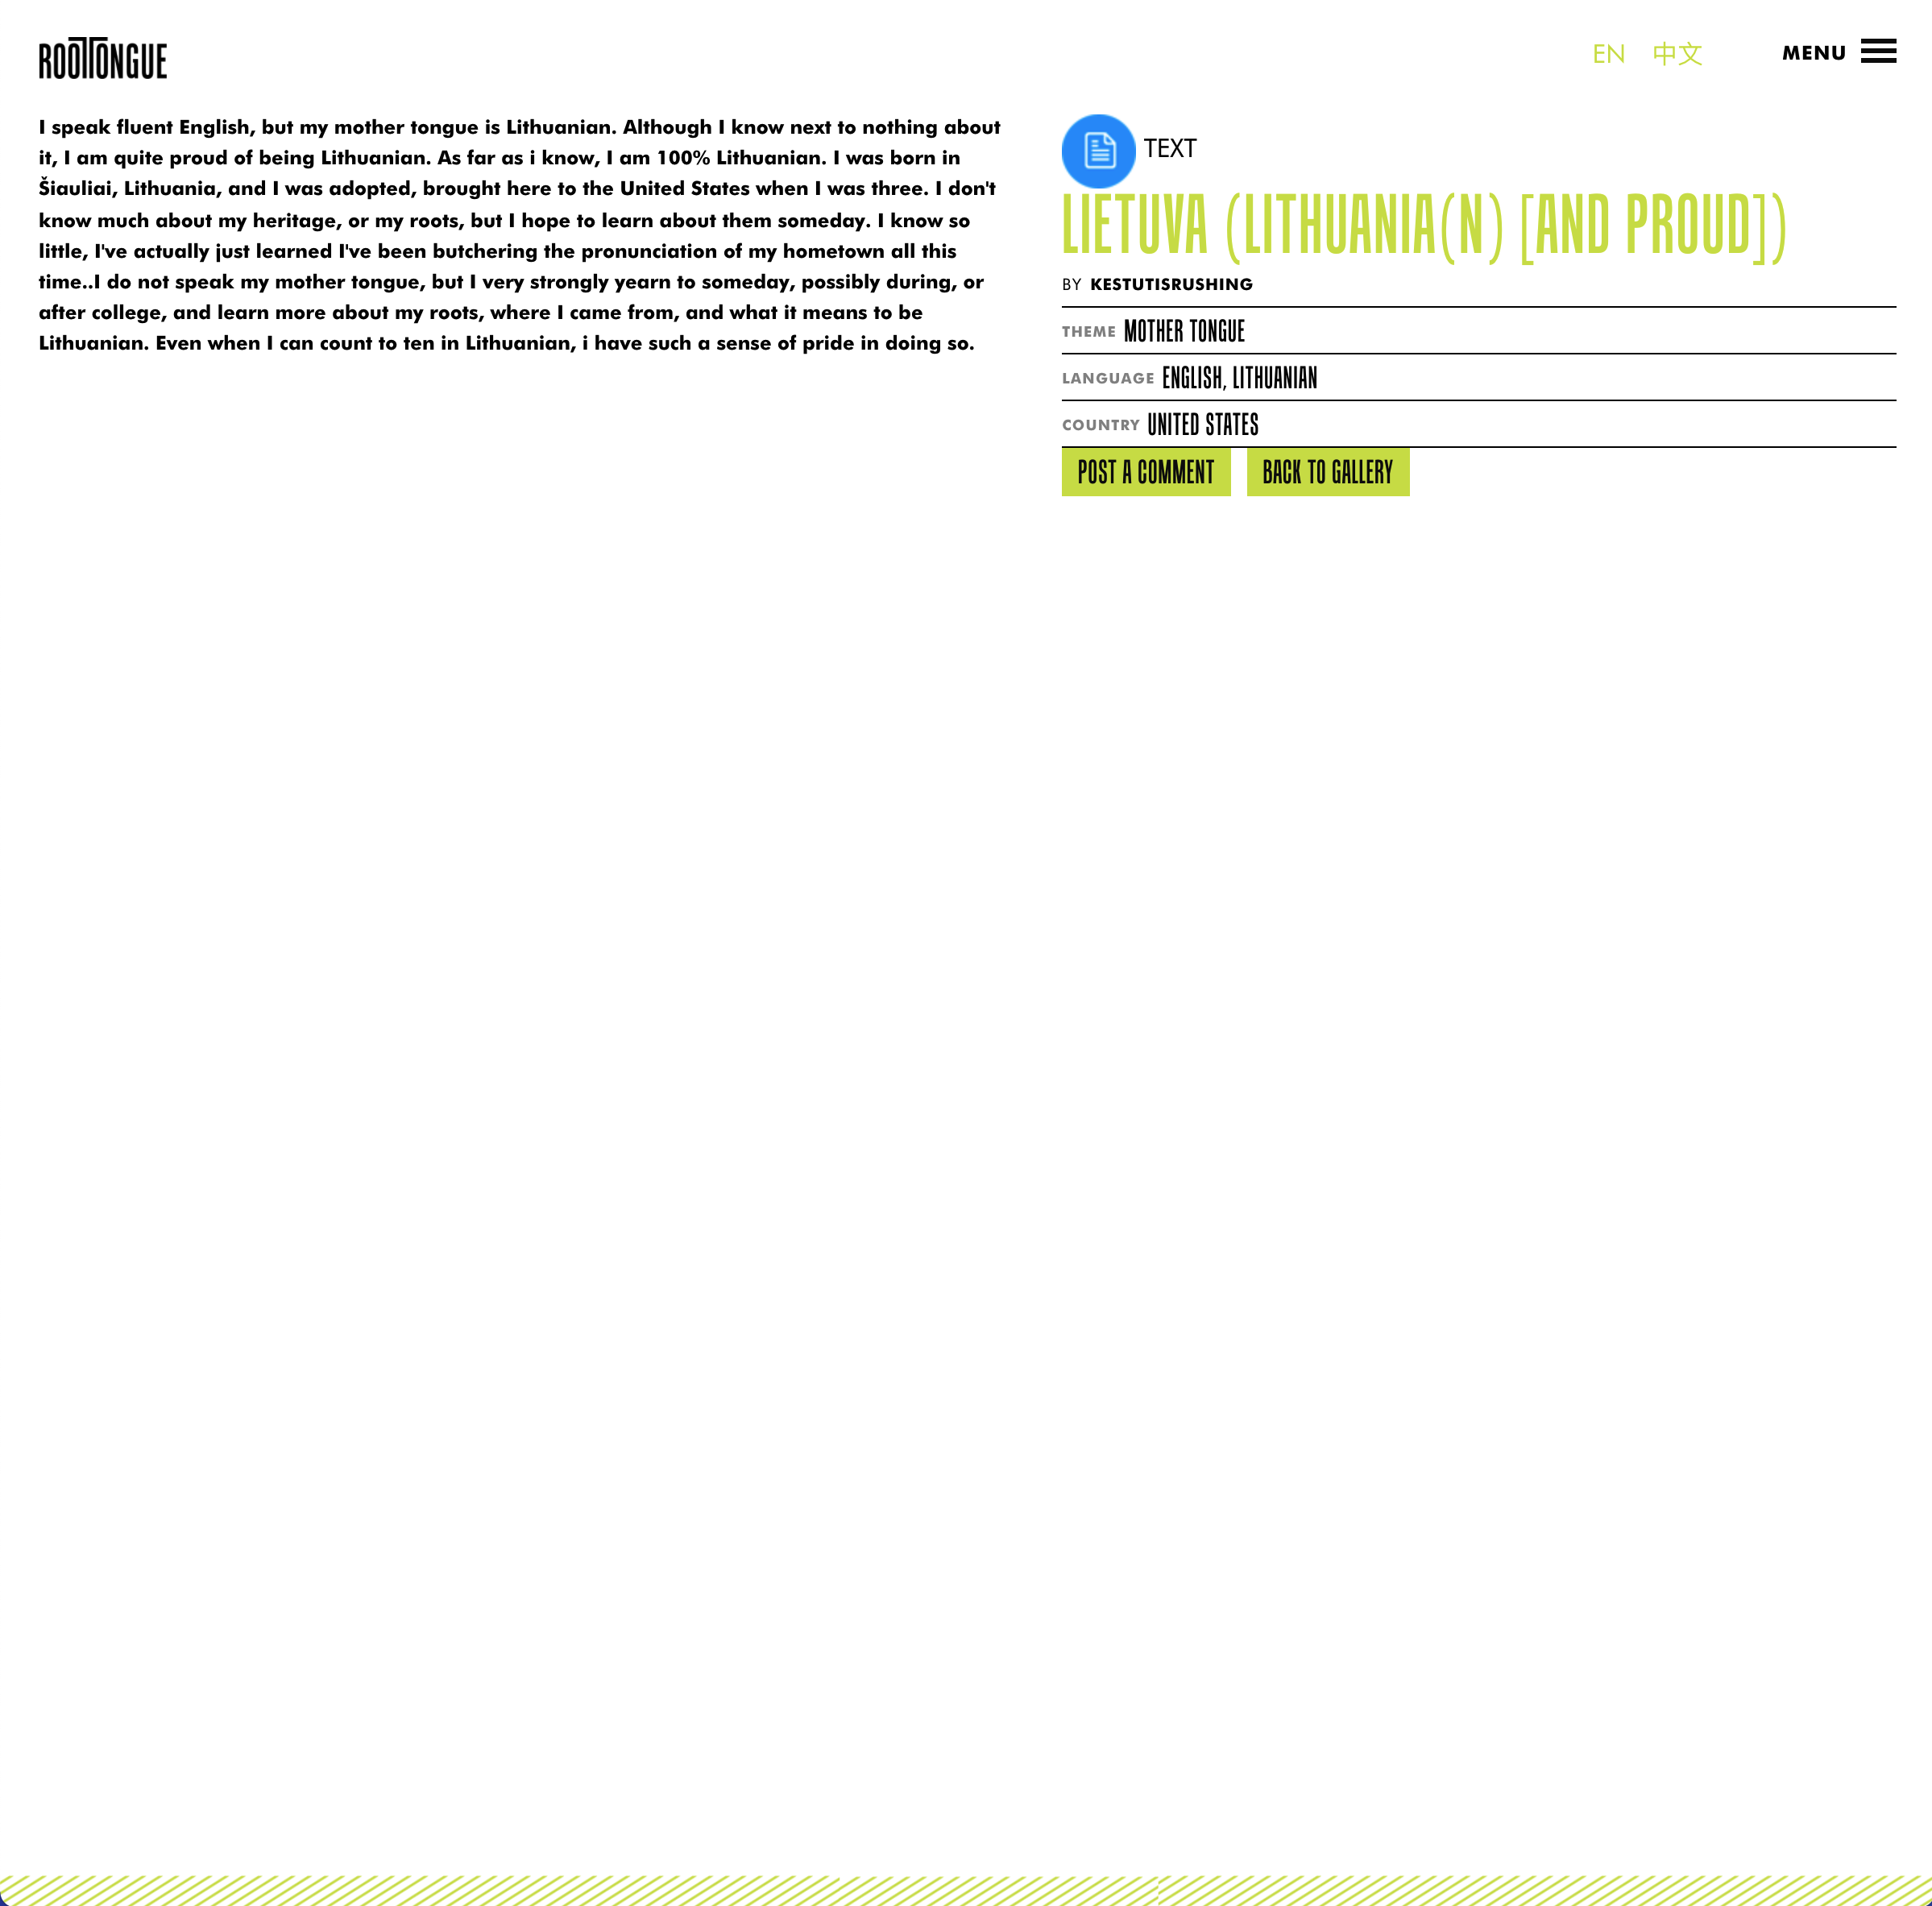 ROOTTONGUE
EN 中文 MENU
I speak fluent English, but my mother tongue is Lithuanian. Although I know next to nothing about
it, I am quite proud of being Lithuanian. As far as i know, I am 100% Lithuanian. I was born in
Šiauliai, Lithuania, and I was adopted, brought here to the United States when I was three. I don't
know much about my heritage, or my roots, but I hope to learn about them someday. I know so
little, I've actually just learned I've been butchering the pronunciation of my hometown all this
time..I do not speak my mother tongue, but I very strongly yearn to someday, possibly during, or
after college, and learn more about my roots, where I came from, and what it means to be
Lithuanian. Even when I can count to ten in Lithuanian, i have such a sense of pride in doing so.
TEXT
LIETUVA (LITHUANIA(N) [AND PROUD])
BY KESTUTISRUSHING
THEME MOTHER TONGUE
LANGUAGE ENGLISH, LITHUANIAN
COUNTRY UNITED STATES
POST A COMMENT BACK TO GALLERY